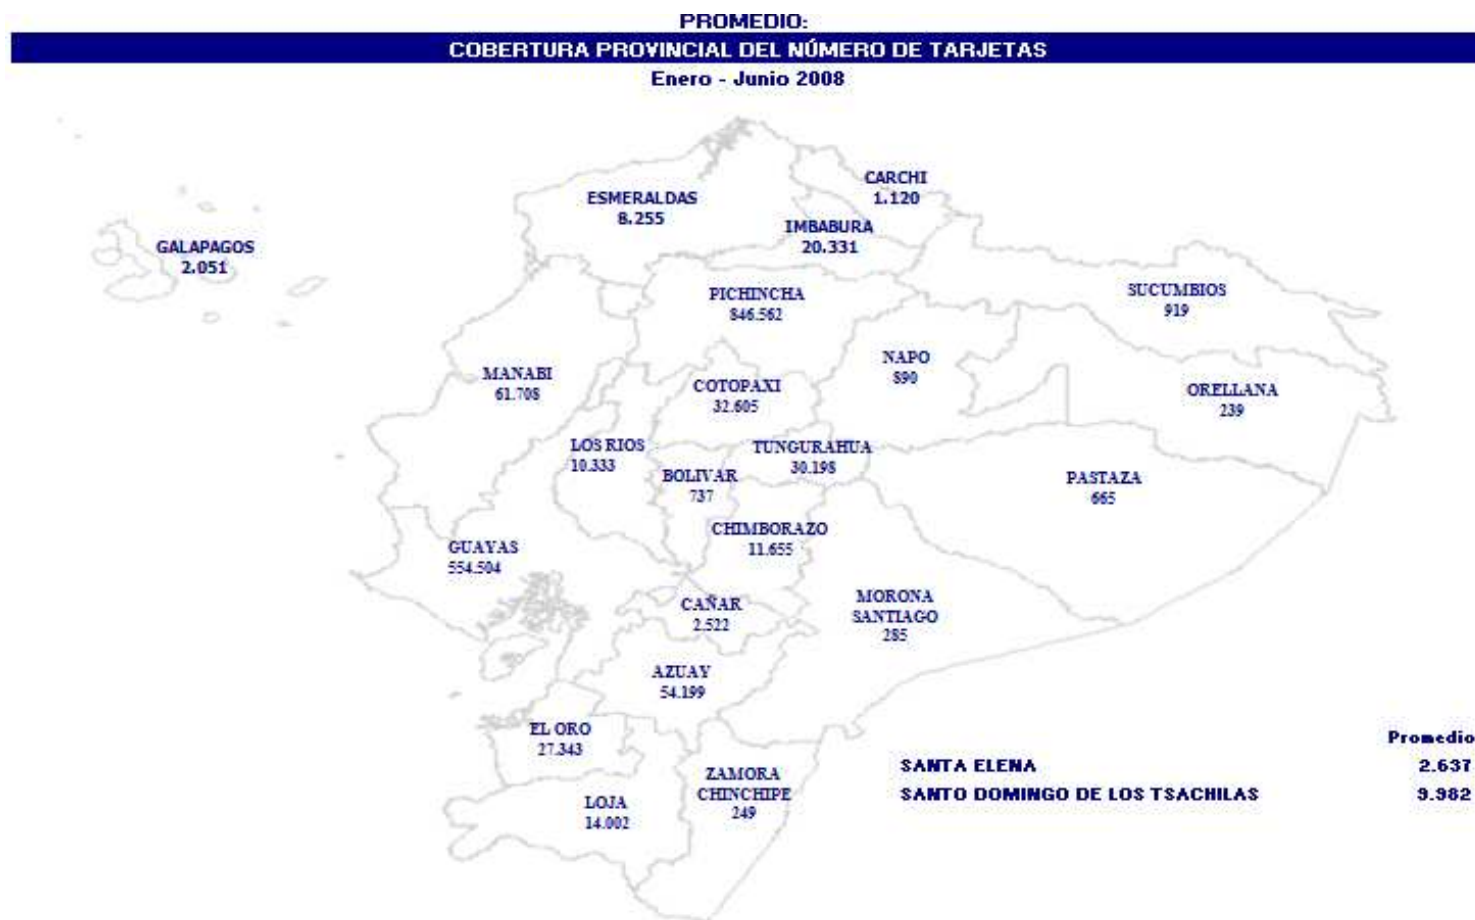 PROMEDIO:
COBERTURA PROVINCIAL DEL NÚMERO DE TARJETAS
Enero - Junio 2008
CARCHI
1.120
ESMERALDAS
8.255
IMBABURA
20.331
GALAPAGOS
2.051
SUCUMBIOS
919
PICHINCHA
846.562
NAPO
890
MANABI
61.708
COTOPAXI
32.605
ORELLANA
239
LOS RIOS
10.333
TUNGURAHUA
30.198
BOLIVAR
737
PASTAZA
665
CHIMBORAZO
11.655
GUAYAS
554.504
CAÑAR
2.522
MORONA
SANTIAGO
285
AZUAY
54.199
EL ORO
27.343
ZAMORA
CHINCHIPE
249
LOJA
14.002
Promedio
SANTA ELENA 2.637
SANTO DOMINGO DE LOS TSACHILAS 9.982